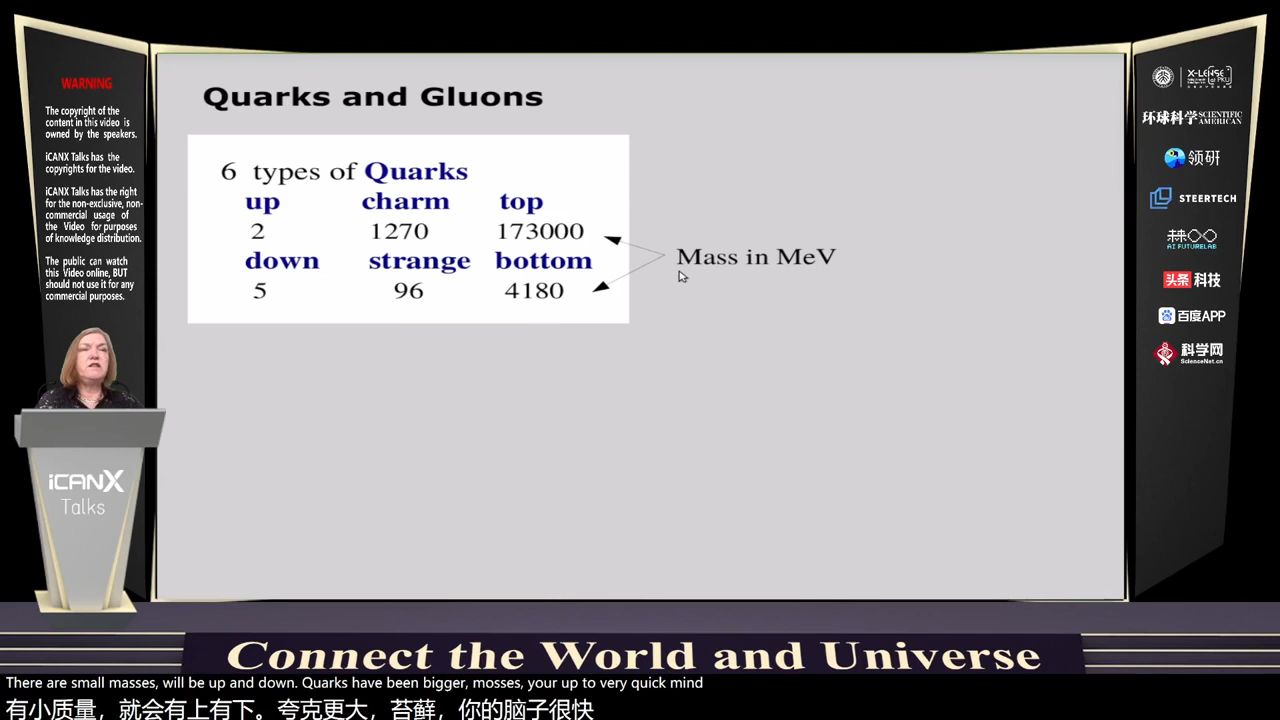 WARNING
The copyright of the
content in this video is
owned by the speakers.
iCANX Talks has the
copyrights for the video.
iCANX Talks has the right
for the non-exclusive, non-
commercial usage of
the Video for purposes
of knowledge distribution.
The public can watch
this Video online, BUT
should not use it for any
commercial purposes.
Quarks and Gluons
6 types of Quarks
up charm top
2 1270 173000
down strange bottom
5 96 4180
Mass in MeV
X-LENSE
环球科学 SCIENTIFIC AMERICAN
领研
STEERTECH
AI FUTURELAB
头条 科技
百度APP
科学网
ScienceNet.cn
iCANX
Talks
Connect the World and Universe
There are small masses, will be up and down. Quarks have been bigger, mosses, your up to very quick mind
有小质量，就会有上有下。夸克更大，苔藓，你的脑子很快